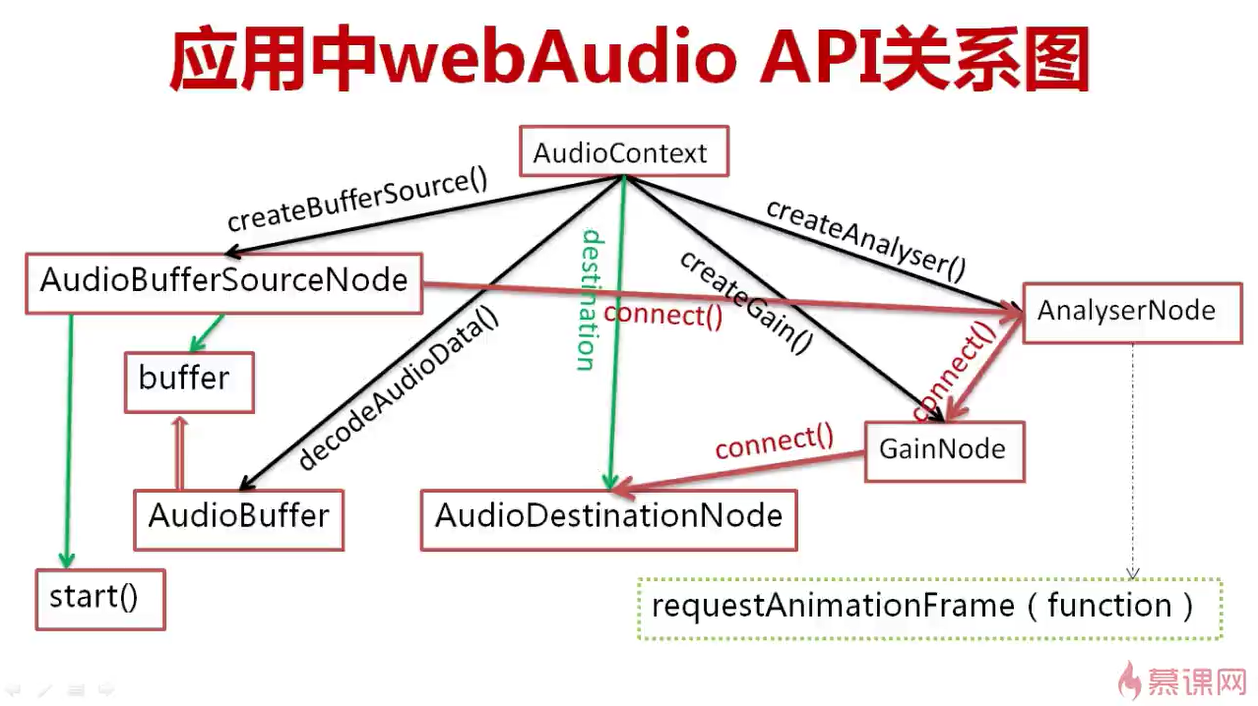 应用中webAudio API关系图
AudioContext
createBufferSource()
createAnalyser()
destination
createGain()
AudioBufferSourceNode
connect()
AnalyserNode
decodeAudioData()
connect()
buffer
connect()
GainNode
AudioBuffer
AudioDestinationNode
start()
requestAnimationFrame（function）
慕课网